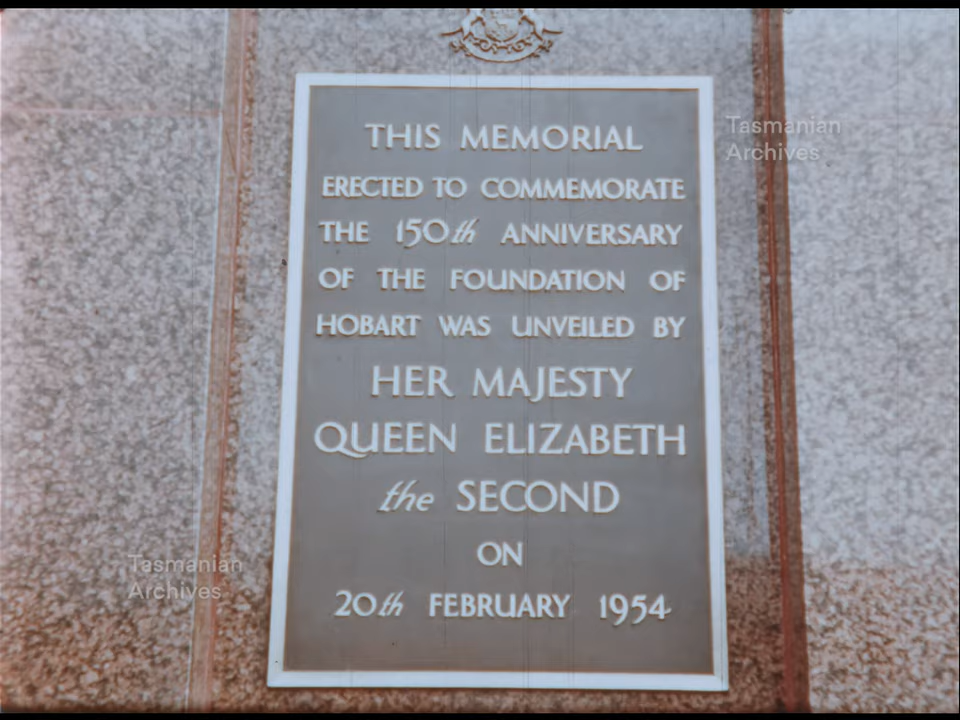 THIS MEMORIAL
ERECTED TO COMMEMORATE
THE 150th ANNIVERSARY
OF THE FOUNDATION OF
HOBART WAS UNVEILED BY
HER MAJESTY
QUEEN ELIZABETH
the SECOND
ON
20th FEBRUARY 1954
Tasmanian
Archives
Tasmanian
Archives